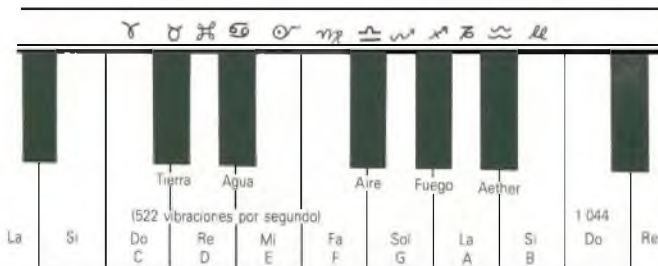 Tierra Agua Aire Fuego Aether
(522 vibraciones por segundo) 1 044
La Si Do Re Mi Fa Sol La Si Do Re
C D E F G A B